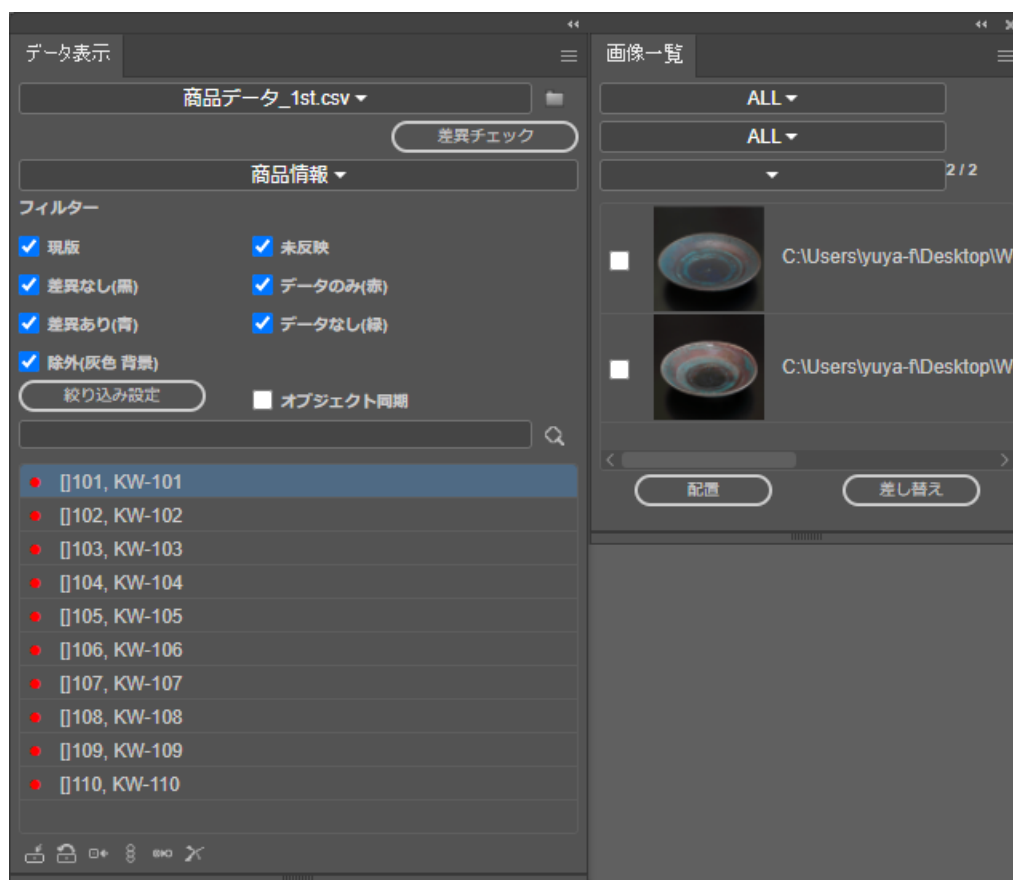 データ表示
商品データ_1st.csv
差異チェック
商品情報
フィルター
現版
未反映
差異なし(黒)
データのみ(赤)
差異あり(青)
データなし(緑)
除外(灰色 背景)
絞り込み設定
オブジェクト同期
[]101, KW-101
[]102, KW-102
[]103, KW-103
[]104, KW-104
[]105, KW-105
[]106, KW-106
[]107, KW-107
[]108, KW-108
[]109, KW-109
[]110, KW-110
画像一覧
ALL
ALL
2 / 2
C:\Users\yuya-f\Desktop\W
C:\Users\yuya-f\Desktop\W
配置
差し替え